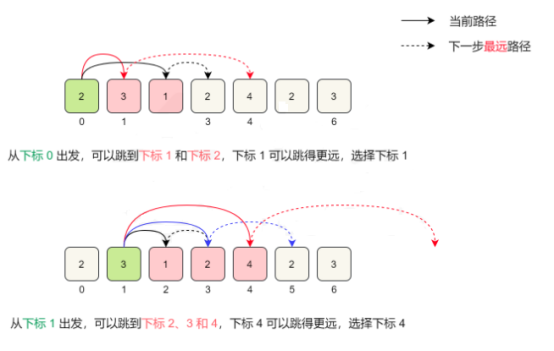 当前路径
下一步最远路径
2 3 1 2 4 2 3
0 1 3 4 6
从下标 0 出发，可以跳到下标 1 和下标 2，下标 1 可以跳得更远，选择下标 1
2 3 1 2 4 2 3
0 1 2 3 4 5 6
从下标 1 出发，可以跳到下标 2、3 和 4，下标 4 可以跳得更远，选择下标 4